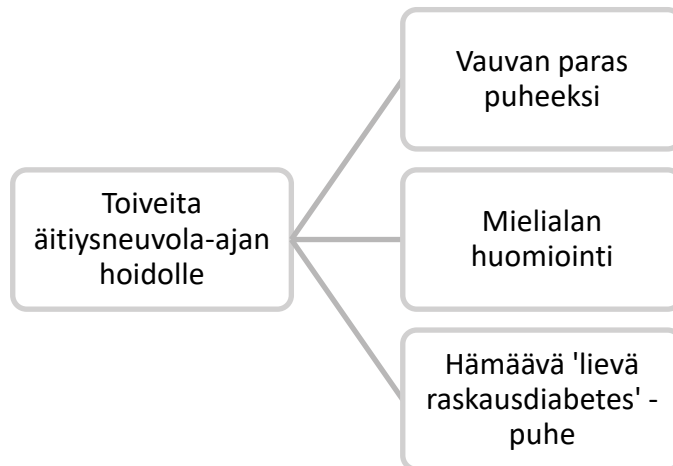 Toiveita
äitiysneuvola-ajan
hoidolle
Vauvan paras
puheeksi
Mielialan
huomiointi
Hämäävä 'lievä
raskausdiabetes' -
puhe